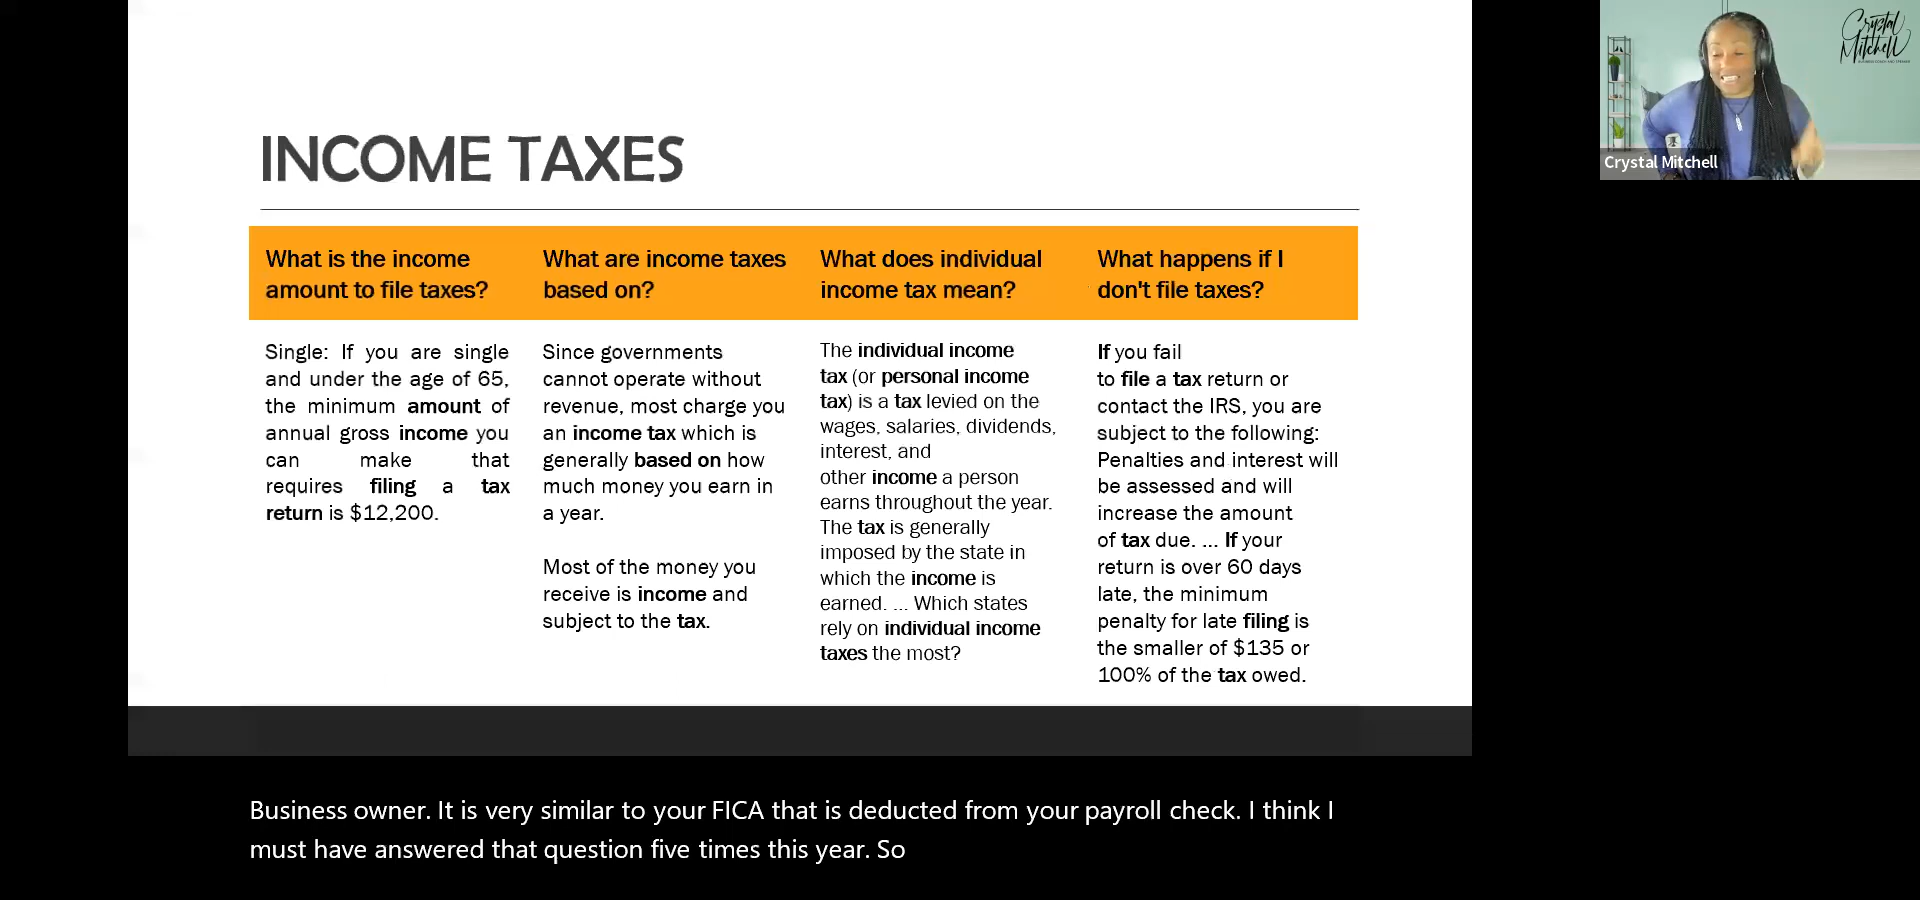 Crystal
Mitchell
Crystal Mitchell
INCOME TAXES
What is the income
amount to file taxes?
Single: If you are single
and under the age of 65,
the minimum amount of
annual gross income you
can make that
requires filing a tax
return is $12,200.
What are income taxes
based on?
Since governments
cannot operate without
revenue, most charge you
an income tax which is
generally based on how
much money you earn in
a year.
Most of the money you
receive is income and
subject to the tax.
What does individual
income tax mean?
The individual income
tax (or personal income
tax) is a tax levied on the
wages, salaries, dividends,
interest, and
other income a person
earns throughout the year.
The tax is generally
imposed by the state in
which the income is
earned. ... Which states
rely on individual income
taxes the most?
What happens if I
don't file taxes?
If you fail
to file a tax return or
contact the IRS, you are
subject to the following:
Penalties and interest will
be assessed and will
increase the amount
of tax due. ... If your
return is over 60 days
late, the minimum
penalty for late filing is
the smaller of $135 or
100% of the tax owed.
Business owner. It is very similar to your FICA that is deducted from your payroll check. I think I
must have answered that question five times this year. So